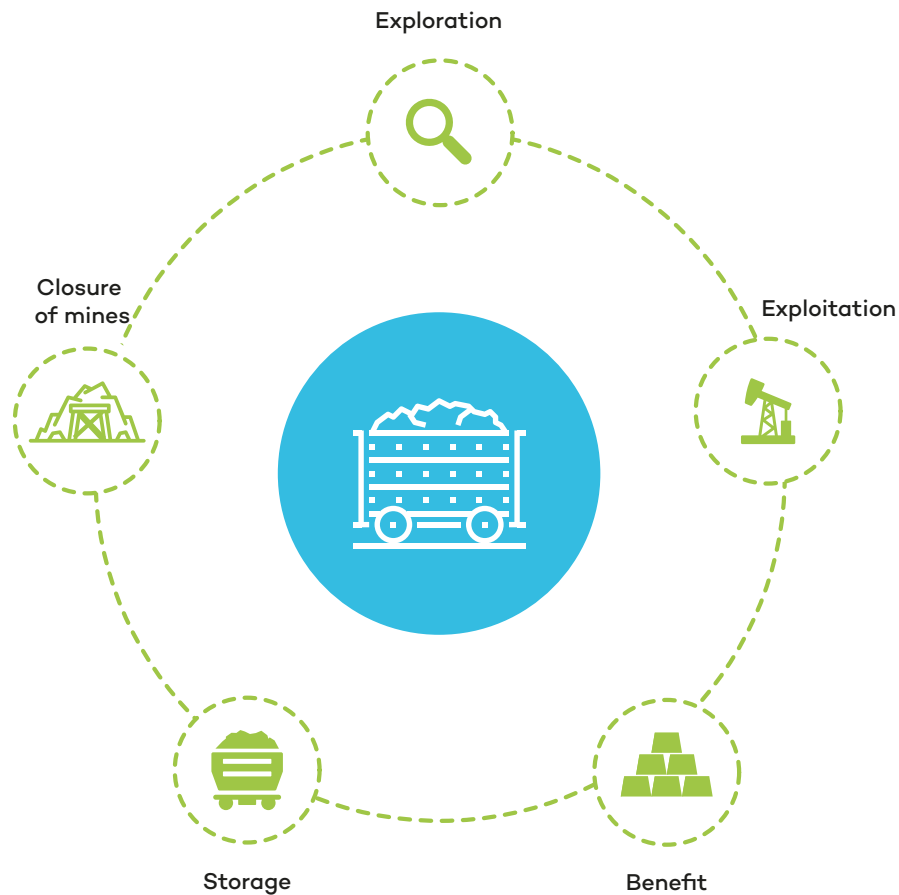 Exploration
Closure
of mines
Exploitation
Storage
Benefit